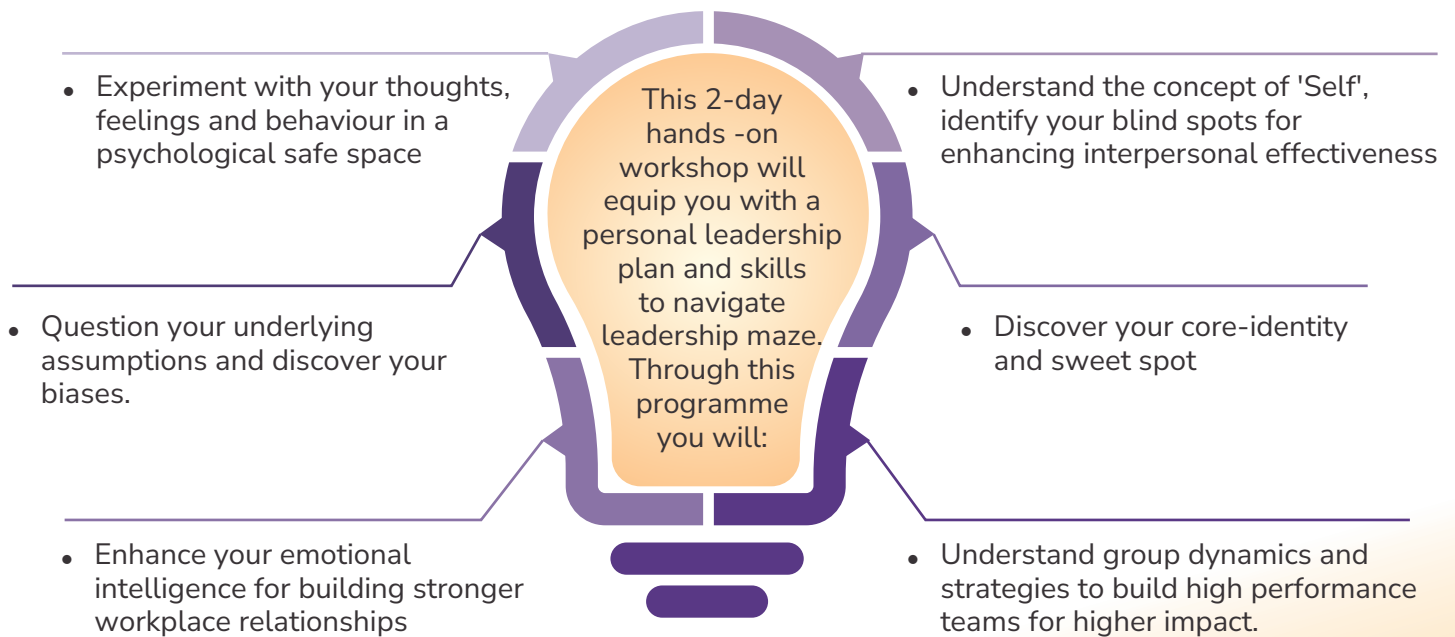 This 2-day
hands -on
workshop will
equip you with a
personal leadership
plan and skills
to navigate
leadership maze.
Through this
programme
you will:
• Experiment with your thoughts,
feelings and behaviour in a
psychological safe space
• Question your underlying
assumptions and discover your
biases.
• Enhance your emotional
intelligence for building stronger
workplace relationships
• Understand the concept of 'Self',
identify your blind spots for
enhancing interpersonal effectiveness
• Discover your core-identity
and sweet spot
• Understand group dynamics and
strategies to build high performance
teams for higher impact.